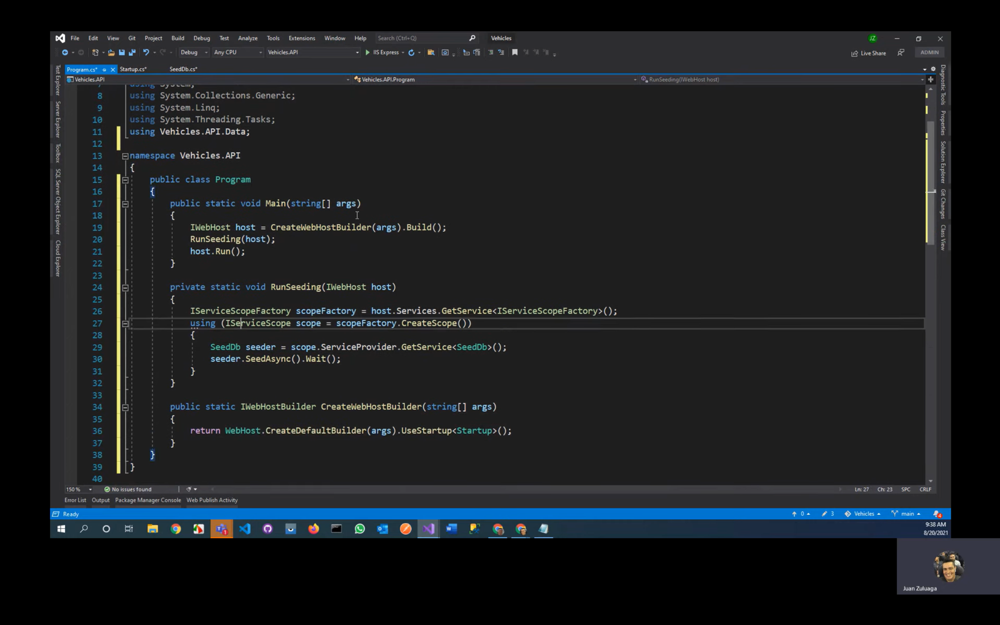 File Edit View Git Project Build Debug Test Analyze Tools Extensions Window Help Search (Ctrl+Q) Vehicles JZ
Debug Any CPU Vehicles.API IIS Express Live Share ADMIN
Program.cs* Startup.cs* SeedDb.cs*
Vehicles.API Vehicles.API.Program RunSeeding(IWebHost host)
Test Explorer
Server Explorer
Toolbox
SQL Server Object Explorer
Cloud Explorer
7 using System;
8 using System.Collections.Generic;
9 using System.Linq;
10 using System.Threading.Tasks;
11 using Vehicles.API.Data;
12
13 namespace Vehicles.API
14 {
15 public class Program
16 {
17 public static void Main(string[] args)
18 {
19 IWebHost host = CreateWebHostBuilder(args).Build();
20 RunSeeding(host);
21 host.Run();
22 }
23
24 private static void RunSeeding(IWebHost host)
25 {
26 IServiceScopeFactory scopeFactory = host.Services.GetService<IServiceScopeFactory>();
27 using (IServiceScope scope = scopeFactory.CreateScope())
28 {
29 SeedDb seeder = scope.ServiceProvider.GetService<SeedDb>();
30 seeder.SeedAsync().Wait();
31 }
32 }
33
34 public static IWebHostBuilder CreateWebHostBuilder(string[] args)
35 {
36 return WebHost.CreateDefaultBuilder(args).UseStartup<Startup>();
37 }
38 }
39 }
40
Diagnostic Tools
Properties
Solution Explorer
Git Changes
Class View
150 % No issues found Ln: 27 Ch: 23 SPC CRLF
Error List Output Package Manager Console Web Publish Activity
Ready 0 3 Vehicles main 4
9:38 AM
8/20/2021
Juan Zuluaga